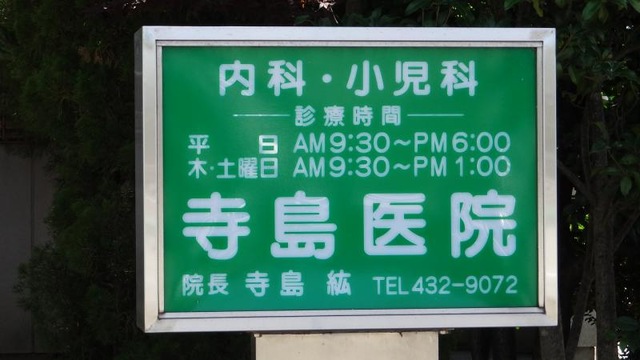 内科・小児科
診療時間
平日 AM9:30～PM6:00
木・土曜日 AM9:30～PM1:00
寺島医院
院長 寺島 紘 TEL432-9072